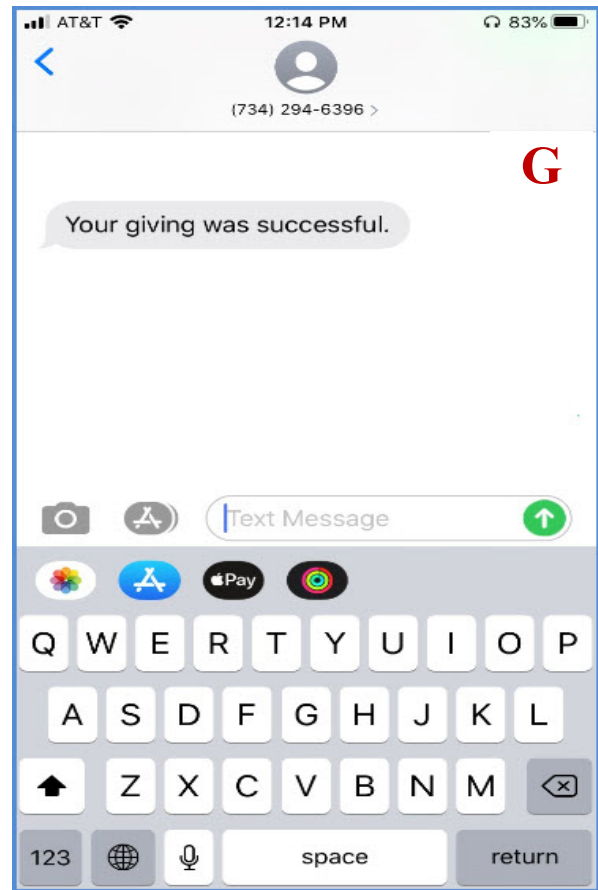 AT&T 12:14 PM 83%
(734) 294-6396 >
G
Your giving was successful.
Text Message
Pay
Q W E R T Y U I O P
A S D F G H J K L
Z X C V B N M
123 space return